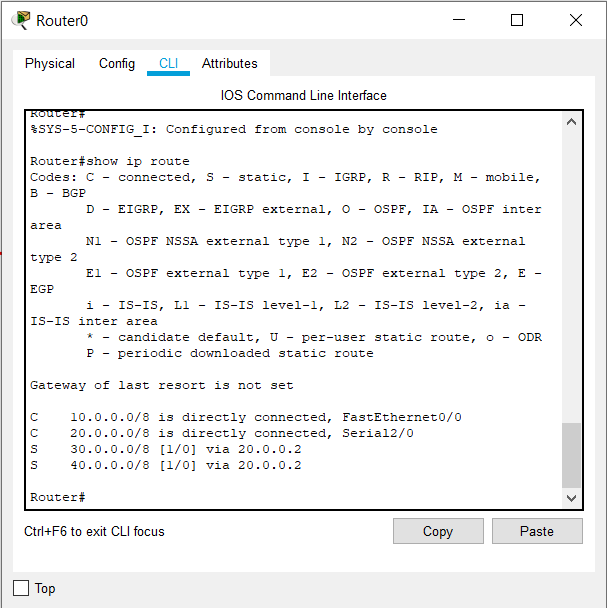 Router0
Physical Config CLI Attributes
IOS Command Line Interface
Router#
%SYS-5-CONFIG_I: Configured from console by console
Router#show ip route
Codes: C - connected, S - static, I - IGRP, R - RIP, M - mobile,
B - BGP
D - EIGRP, EX - EIGRP external, O - OSPF, IA - OSPF inter
area
N1 - OSPF NSSA external type 1, N2 - OSPF NSSA external
type 2
E1 - OSPF external type 1, E2 - OSPF external type 2, E -
EGP
i - IS-IS, L1 - IS-IS level-1, L2 - IS-IS level-2, ia -
IS-IS inter area
* - candidate default, U - per-user static route, o - ODR
P - periodic downloaded static route
Gateway of last resort is not set
C 10.0.0.0/8 is directly connected, FastEthernet0/0
C 20.0.0.0/8 is directly connected, Serial2/0
S 30.0.0.0/8 [1/0] via 20.0.0.2
S 40.0.0.0/8 [1/0] via 20.0.0.2
Router#
Ctrl+F6 to exit CLI focus Copy Paste
Top